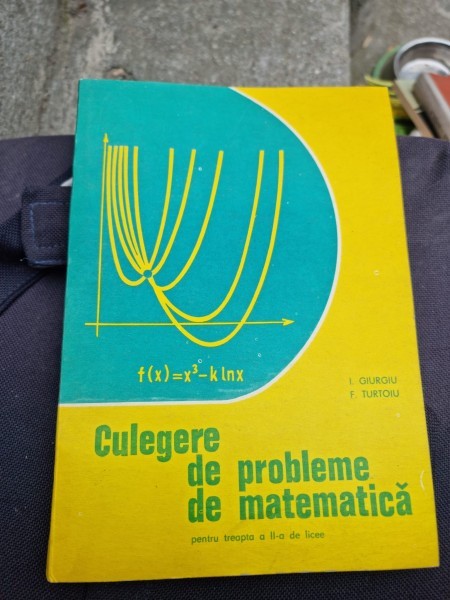 f(x)=x³-k lnx
I. GIURGIU
F. TURTOIU
Culegere
de probleme
de matematică
pentru treapta a II-a de licee